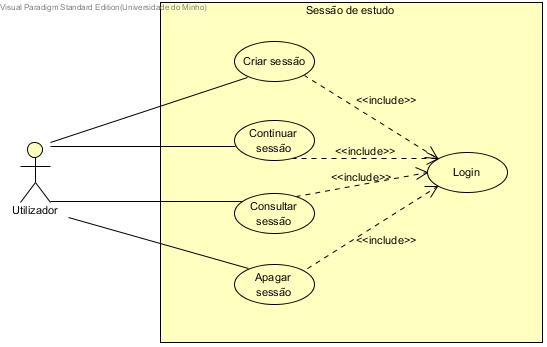 Visual Paradigm Standard Edition(Universidade do Minho)
Sessão de estudo
Criar sessão
<<include>>
Continuar
sessão
<<include>>
Login
<<include>>
Utilizador
Consultar
sessão
<<include>>
Apagar
sessão